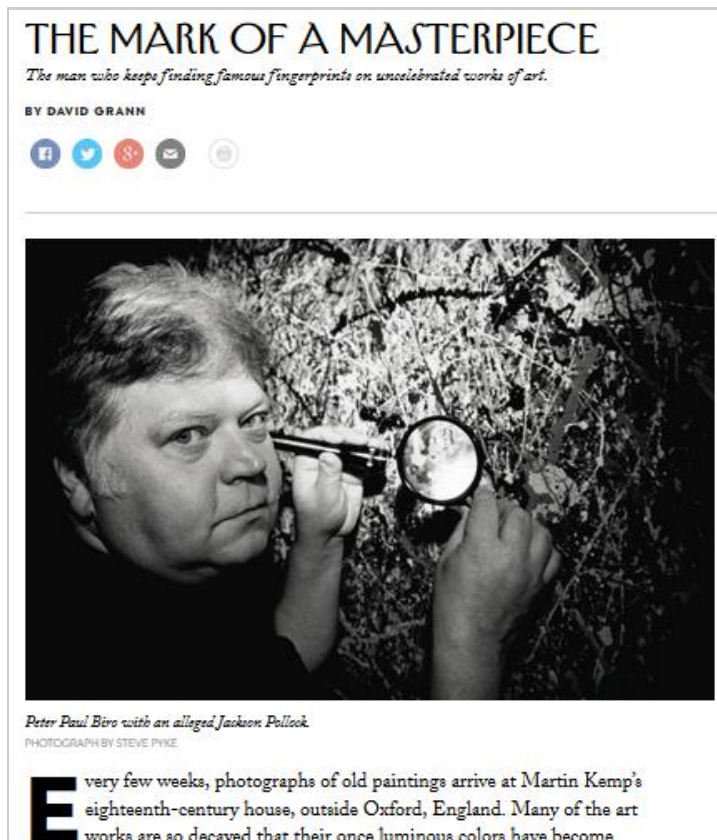 THE MARK OF A MASTERPIECE
The man who keeps finding famous fingerprints on uncelebrated works of art.
BY DAVID GRANN
Peter Paul Biro with an alleged Jackson Pollock.
PHOTOGRAPH BY STEVE PYKE
Every few weeks, photographs of old paintings arrive at Martin Kemp's
eighteenth-century house, outside Oxford, England. Many of the art
works are so decayed that their once luminous colors have become